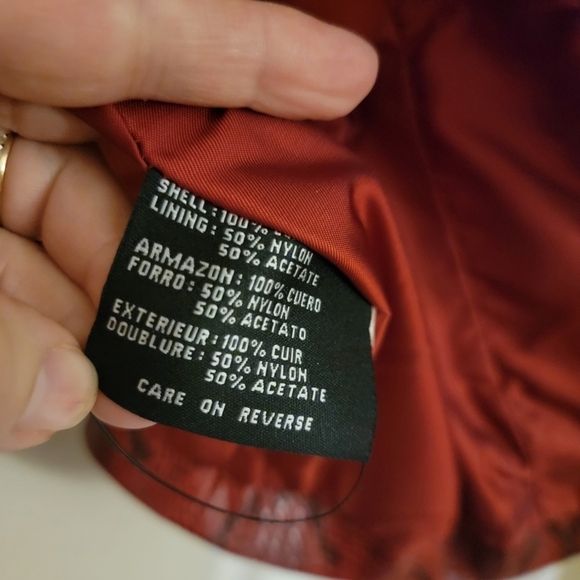 SHELL: 100%
LINING: 50% NYLON
50% ACETATE
ARMAZON: 100% CUERO
FORRO: 50% NYLON
50% ACETATO
EXTERIEUR: 100% CUIR
DOUBLURE: 50% NYLON
50% ACETATE
CARE ON REVERSE